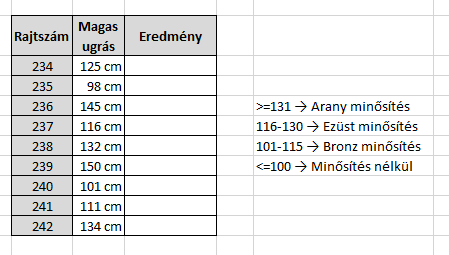 Rajtszám Magas ugrás Eredmény
234 125 cm
235 98 cm
236 145 cm >=131 → Arany minősítés
237 116 cm 116-130 → Ezüst minősítés
238 132 cm 101-115 → Bronz minősítés
239 150 cm <=100 → Minősítés nélkül
240 101 cm
241 111 cm
242 134 cm